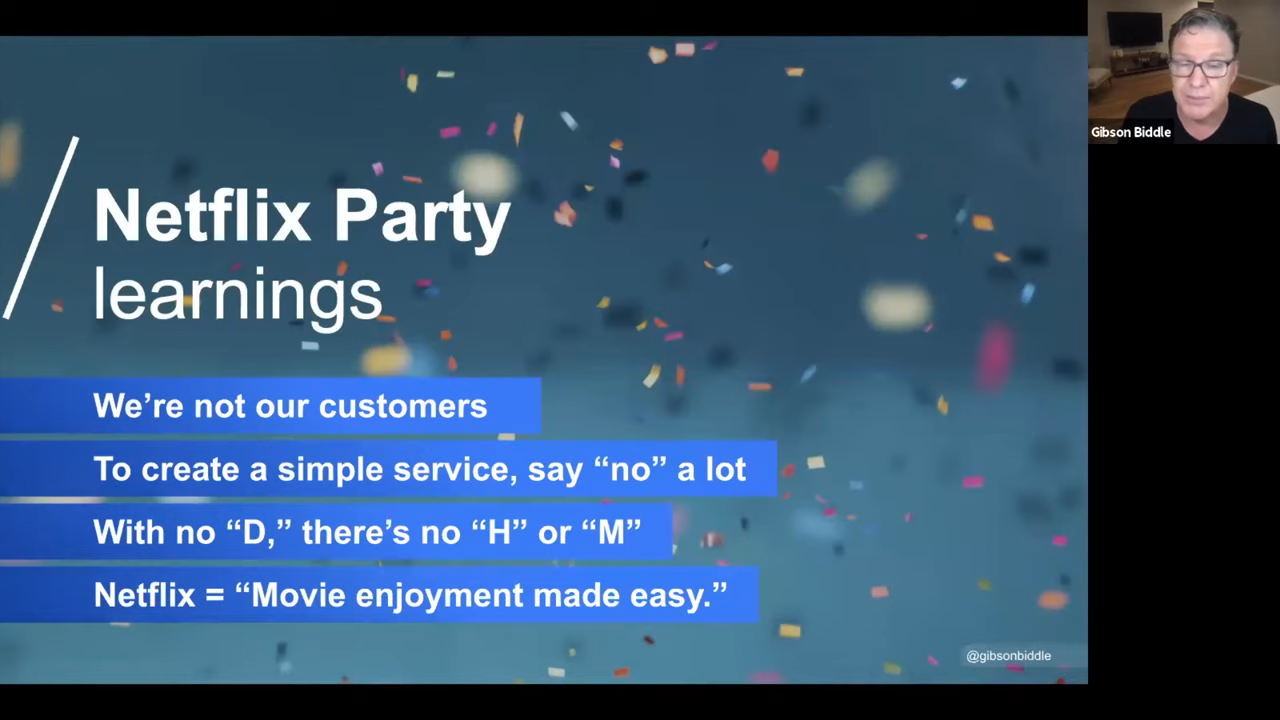 Netflix Party
learnings
We’re not our customers
To create a simple service, say “no” a lot
With no “D,” there’s no “H” or “M”
Netflix = “Movie enjoyment made easy.”
@gibsonbiddle
Gibson Biddle